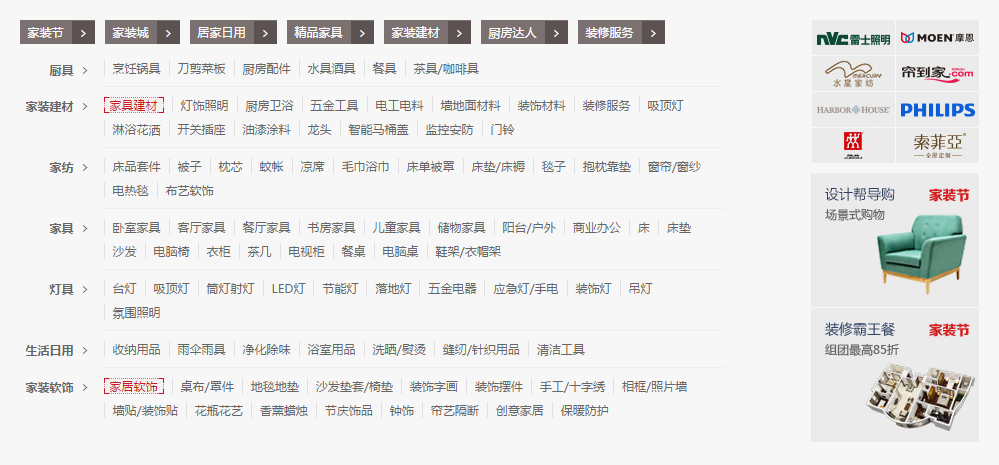 家装节 > 家装城 > 居家日用 > 精品家具 > 家装建材 > 厨房达人 > 装修服务 >
厨具 > 烹饪锅具 刀剪菜板 厨房配件 水具酒具 餐具 茶具/咖啡具
家装建材 > 家具建材 灯饰照明 厨房卫浴 五金工具 电工电料 墙地面材料 装饰材料 装修服务 吸顶灯
淋浴花洒 开关插座 油漆涂料 龙头 智能马桶盖 监控安防 门铃
家纺 > 床品套件 被子 枕芯 蚊帐 凉席 毛巾浴巾 床单被罩 床垫/床褥 毯子 抱枕靠垫 窗帘/窗纱
电热毯 布艺软饰
家具 > 卧室家具 客厅家具 餐厅家具 书房家具 儿童家具 储物家具 阳台/户外 商业办公 床 床垫
沙发 电脑椅 衣柜 茶几 电视柜 餐桌 电脑桌 鞋架/衣帽架
灯具 > 台灯 吸顶灯 筒灯射灯 LED灯 节能灯 落地灯 五金电器 应急灯/手电 装饰灯 吊灯
氛围照明
生活日用 > 收纳用品 雨伞雨具 净化除味 浴室用品 洗晒/熨烫 缝纫/针织用品 清洁工具
家装软饰 > 家居软饰 桌布/罩件 地毯地垫 沙发垫套/椅垫 装饰字画 装饰摆件 手工/十字绣 相框/照片墙
墙贴/装饰贴 花瓶花艺 香薰蜡烛 节庆饰品 钟饰 帘艺隔断 创意家居 保暖防护
NVC 雷士照明 MOEN 摩恩
MERCURY
水星家纺 帘到家.com
HARBOR HOUSE PHILIPS
索菲亞
全屋定制
设计帮导购 家装节
场景式购物
装修霸王餐 家装节
组团最高85折